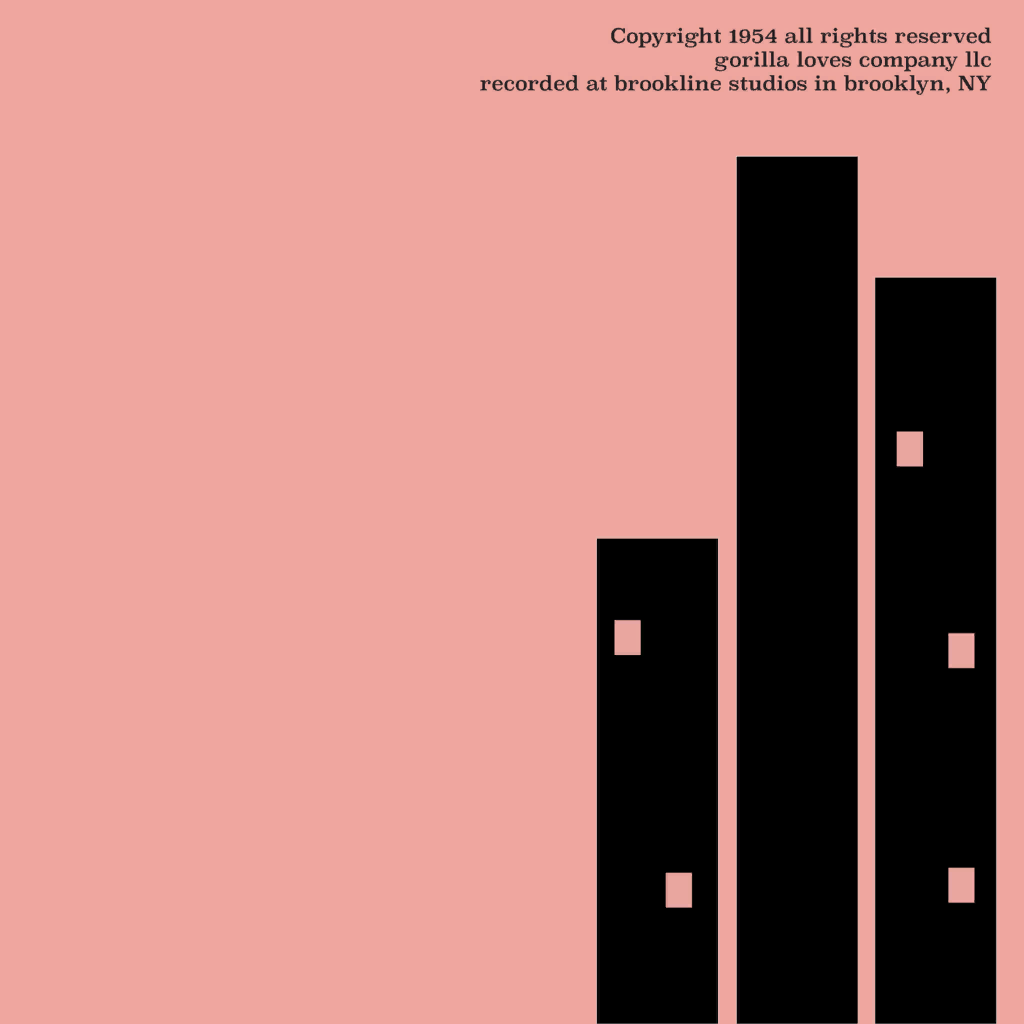 Copyright 1954 all rights reserved
gorilla loves company llc
recorded at brookline studios in brooklyn, NY